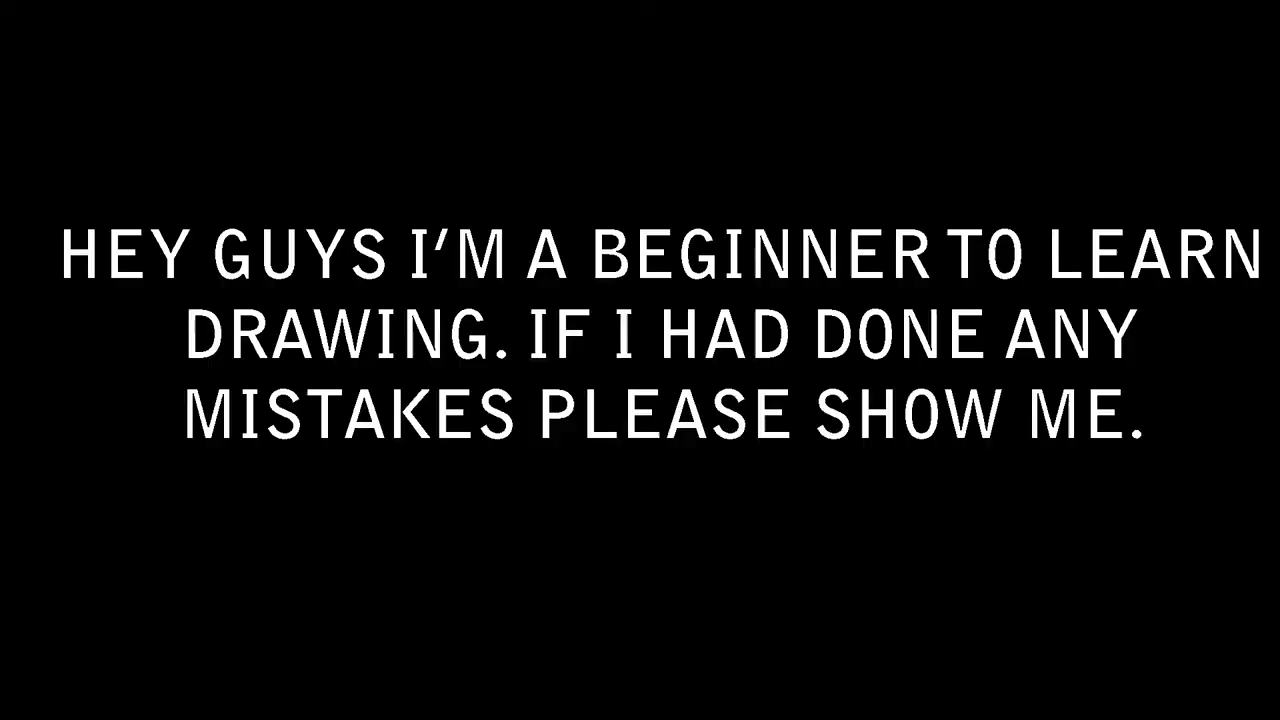 HEY GUYS I'M A BEGINNER TO LEARN
DRAWING. IF I HAD DONE ANY
MISTAKES PLEASE SHOW ME.